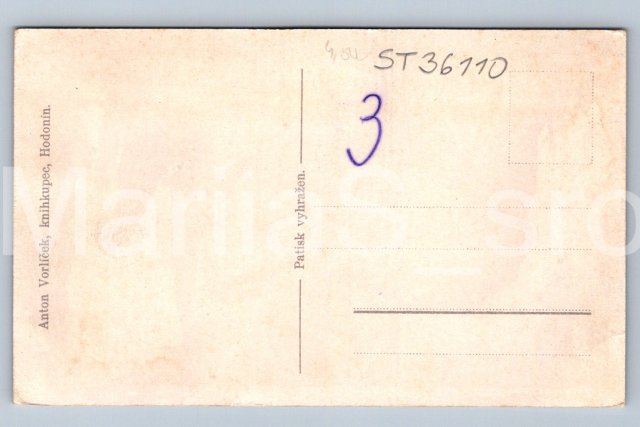 ST36110
3
Anton Vorlíček, knihkupec, Hodonín.
Patisk vyhražen.